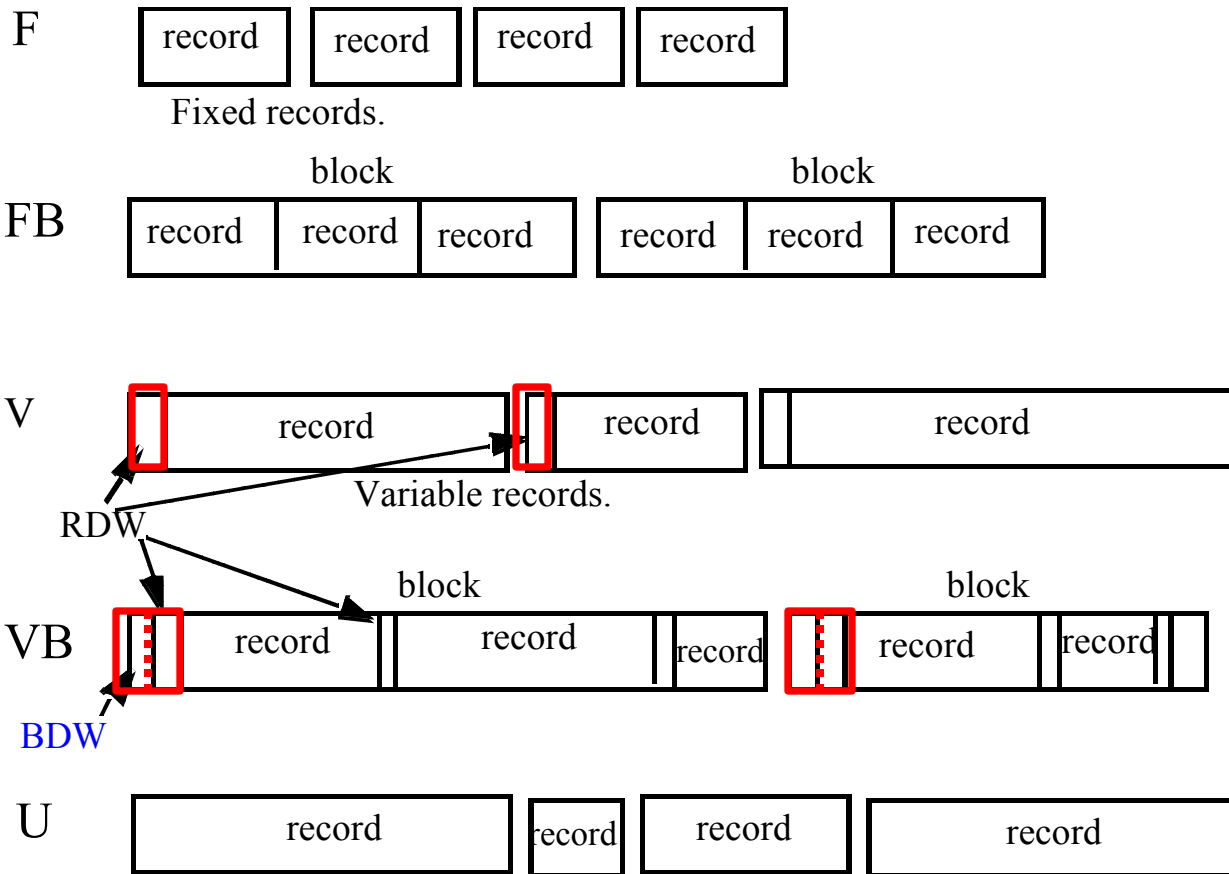 F
record record record record
Fixed records.
block block
FB
record record record record record record
V
record record record
Variable records.
RDW
block block
VB
record record record record record
BDW
U
record record record record